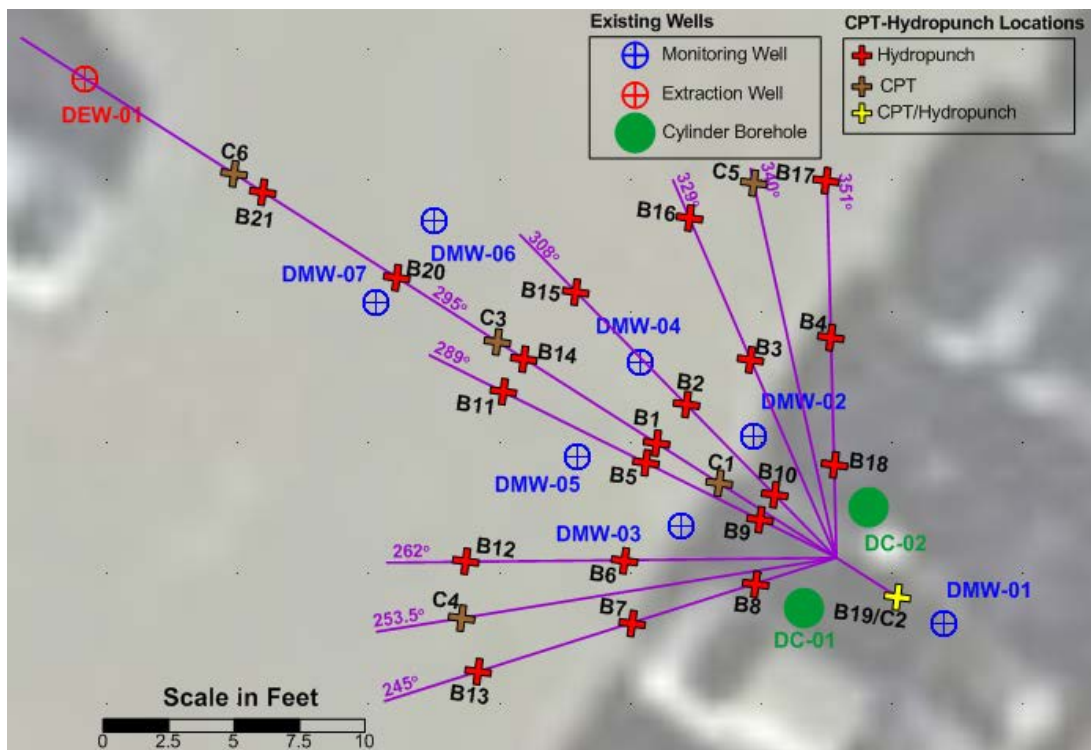 Existing Wells
Monitoring Well
Extraction Well
Cylinder Borehole
CPT-Hydropunch Locations
Hydropunch
CPT
CPT/Hydropunch
DEW-01
C6
B21
DMW-06
DMW-07
B20
295°
308°
B15
329°
B16
C5
340°
B17
351°
DMW-04
C3
B14
289°
B11
B2
B3
B4
DMW-02
B1
C1
B10
B18
DMW-05
B5
B9
DMW-03
DC-02
262°
B12
B6
B8
B7
253.5°
C4
DC-01
B19/C2
DMW-01
245°
B13
Scale in Feet
0 2.5 5 7.5 10